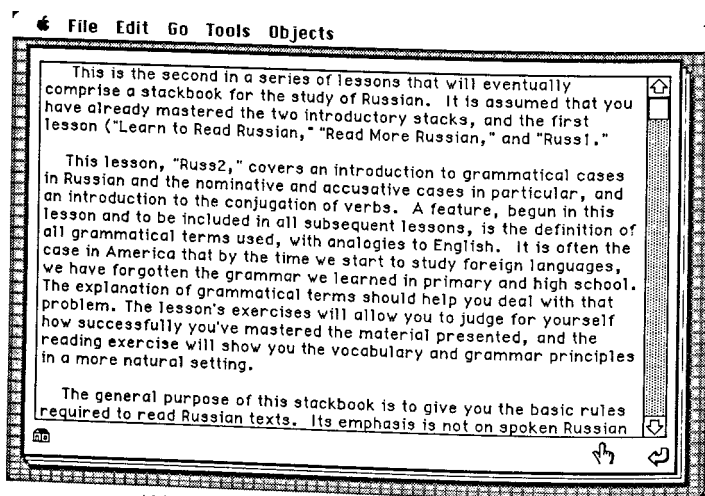 File Edit Go Tools Objects
This is the second in a series of lessons that will eventually
comprise a stackbook for the study of Russian. It is assumed that you
have already mastered the two introductory stacks, and the first
lesson ("Learn to Read Russian," "Read More Russian," and "Russ1."
This lesson, "Russ2," covers an introduction to grammatical cases
in Russian and the nominative and accusative cases in particular, and
an introduction to the conjugation of verbs. A feature, begun in this
lesson and to be included in all subsequent lessons, is the definition of
all grammatical terms used, with analogies to English. It is often the
case in America that by the time we start to study foreign languages,
we have forgotten the grammar we learned in primary and high school.
The explanation of grammatical terms should help you deal with that
problem. The lesson's exercises will allow you to judge for yourself
how successfully you've mastered the material presented, and the
reading exercise will show you the vocabulary and grammar principles
in a more natural setting.
The general purpose of this stackbook is to give you the basic rules
required to read Russian texts. Its emphasis is not on spoken Russian